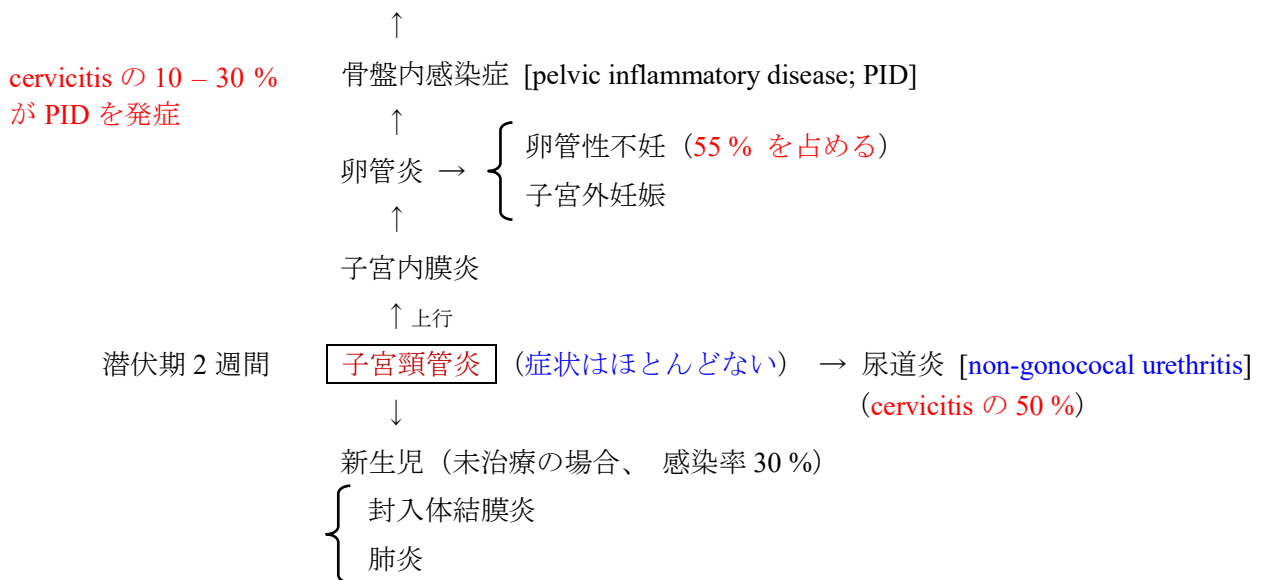 ↑
cervicitis の 10 – 30 %
が PID を発症
骨盤内感染症 [pelvic inflammatory disease; PID]
↑
卵管炎 →
卵管性不妊（55 % を占める）
子宮外妊娠
↑
子宮内膜炎
↑ 上行
潜伏期 2 週間 子宮頸管炎 （症状はほとんどない） → 尿道炎 [non-gonococal urethritis]
（cervicitis の 50 %）
↓
新生児（未治療の場合、 感染率 30 %）
封入体結膜炎
肺炎